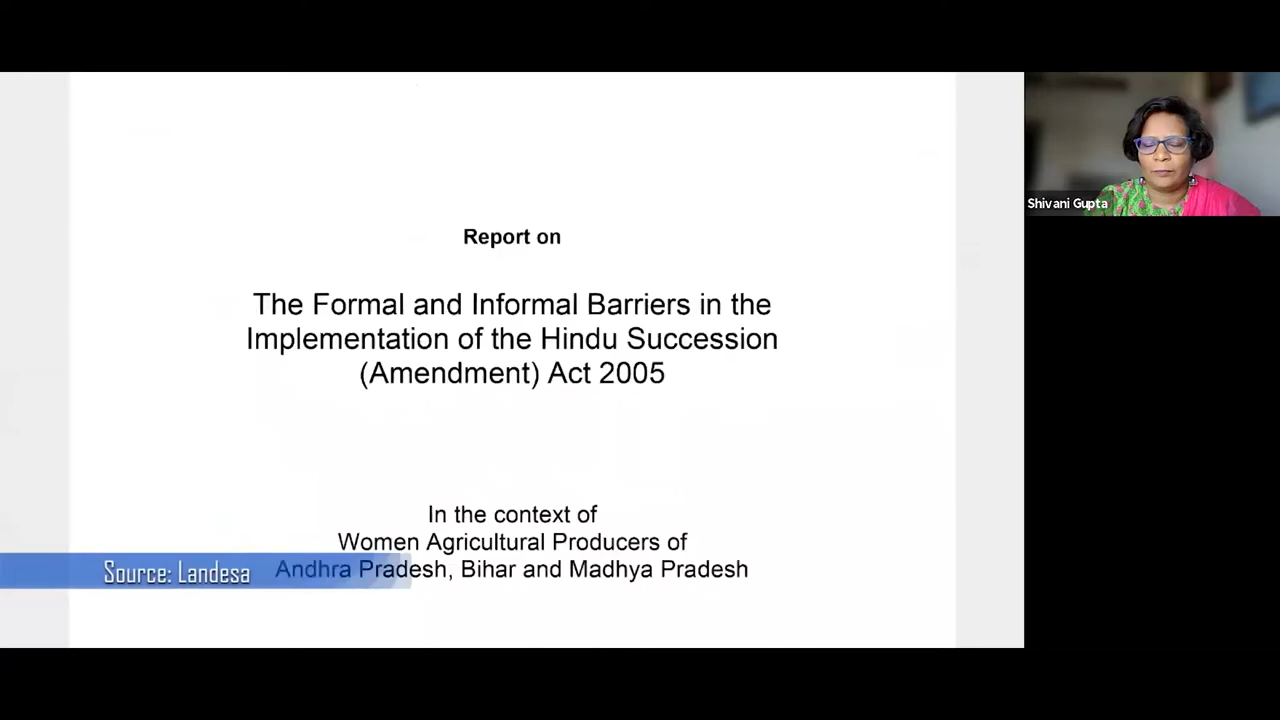 Report on
The Formal and Informal Barriers in the
Implementation of the Hindu Succession
(Amendment) Act 2005
In the context of
Women Agricultural Producers of
Andhra Pradesh, Bihar and Madhya Pradesh
Source: Landesa
Shivani Gupta